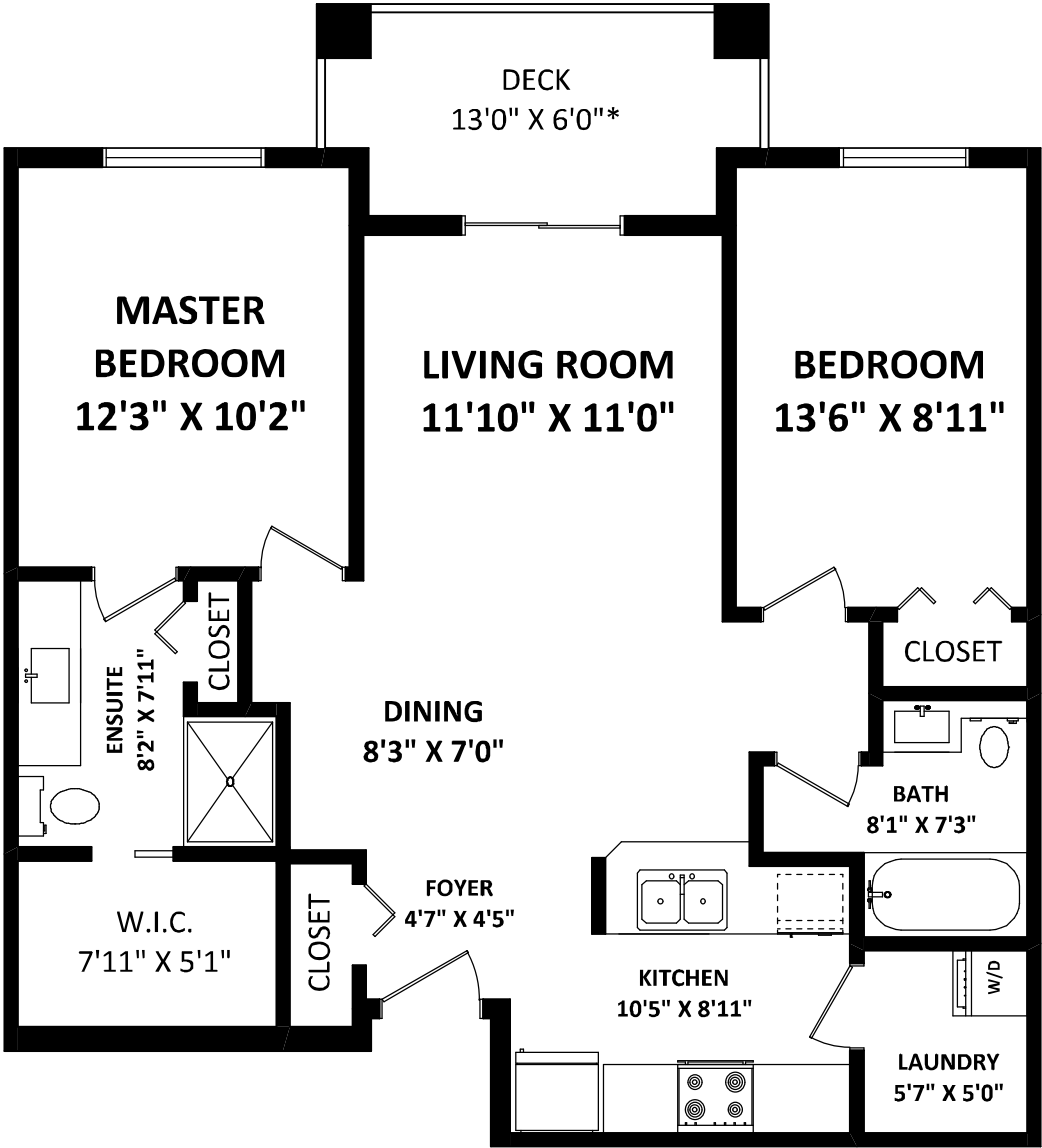 DECK
13'0" X 6'0"*
MASTER
BEDROOM
12'3" X 10'2"
LIVING ROOM
11'10" X 11'0"
BEDROOM
13'6" X 8'11"
CLOSET
CLOSET
ENSUITE
8'2" X 7'11"
DINING
8'3" X 7'0"
BATH
8'1" X 7'3"
FOYER
4'7" X 4'5"
W.I.C.
7'11" X 5'1"
CLOSET
KITCHEN
10'5" X 8'11"
W/D
LAUNDRY
5'7" X 5'0"